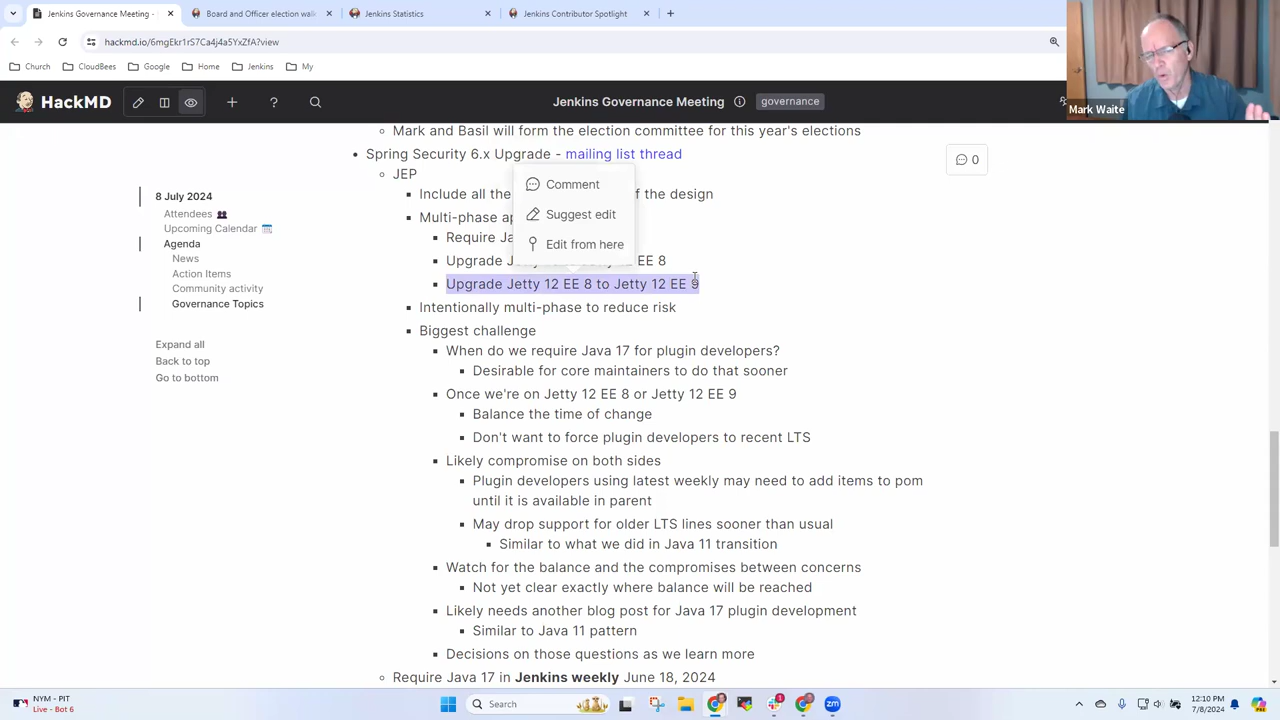 Jenkins Governance Meeting -
Board and Officer election wai
Jenkins Statistics
Jenkins Contributor Spotlight
hackmd.io/6mgEkr1rS7Ca4j4a5YxZfA?view
Church
CloudBees
Google
Home
Jenkins
My
Mark Waite
HackMD
Jenkins Governance Meeting
governance
Mark and Basil will form the election committee for this year's elections
Spring Security 6.x Upgrade - mailing list thread
0
JEP
Comment
Include all the
f the design
8 July 2024
Attendees
Suggest edit
Multi-phase ap
Upcoming Calendar
Require Ja
Agenda
Edit from here
News
Upgrade
EE 8
Action Items
Upgrade Jetty 12 EE 8 to Jetty 12 EE 9
Community activity
Governance Topics
Intentionally multi-phase to reduce risk
Biggest challenge
Expand all
When do we require Java 17 for plugin developers?
Back to top
Desirable for core maintainers to do that sooner
Go to bottom
Once we're on Jetty 12 EE 8 or Jetty 12 EE 9
Balance the time of change
Don't want to force plugin developers to recent LTS
Likely compromise on both sides
Plugin developers using latest weekly may need to add items to pom
until it is available in parent
May drop support for older LTS lines sooner than usual
Similar to what we did in Java 11 transition
Watch for the balance and the compromises between concerns
Not yet clear exactly where balance will be reached
Likely needs another blog post for Java 17 plugin development
Similar to Java 11 pattern
Decisions on those questions as we learn more
Require Java 17 in Jenkins weekly June 18, 2024
NYM - PIT
Live - Bot 6
Search
12:10 PM
7/8/2024